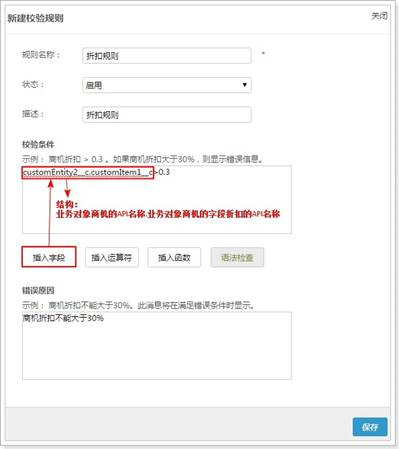 新建校验规则
关闭
规则名称：
折扣规则
*
状态：
启用
描述：
折扣规则
校验条件
示例： 商机折扣 > 0.3 。如果商机折扣大于30%，则显示错误信息。
customEntity2__c.customItem1__c>0.3
结构：
业务对象商机的API名称.业务对象商机的字段折扣的API名称
插入字段
插入运算符
插入函数
语法检查
错误原因
示例： 商机折扣不能大于30%。此消息将在满足错误条件时显示。
商机折扣不能大于30%
保存